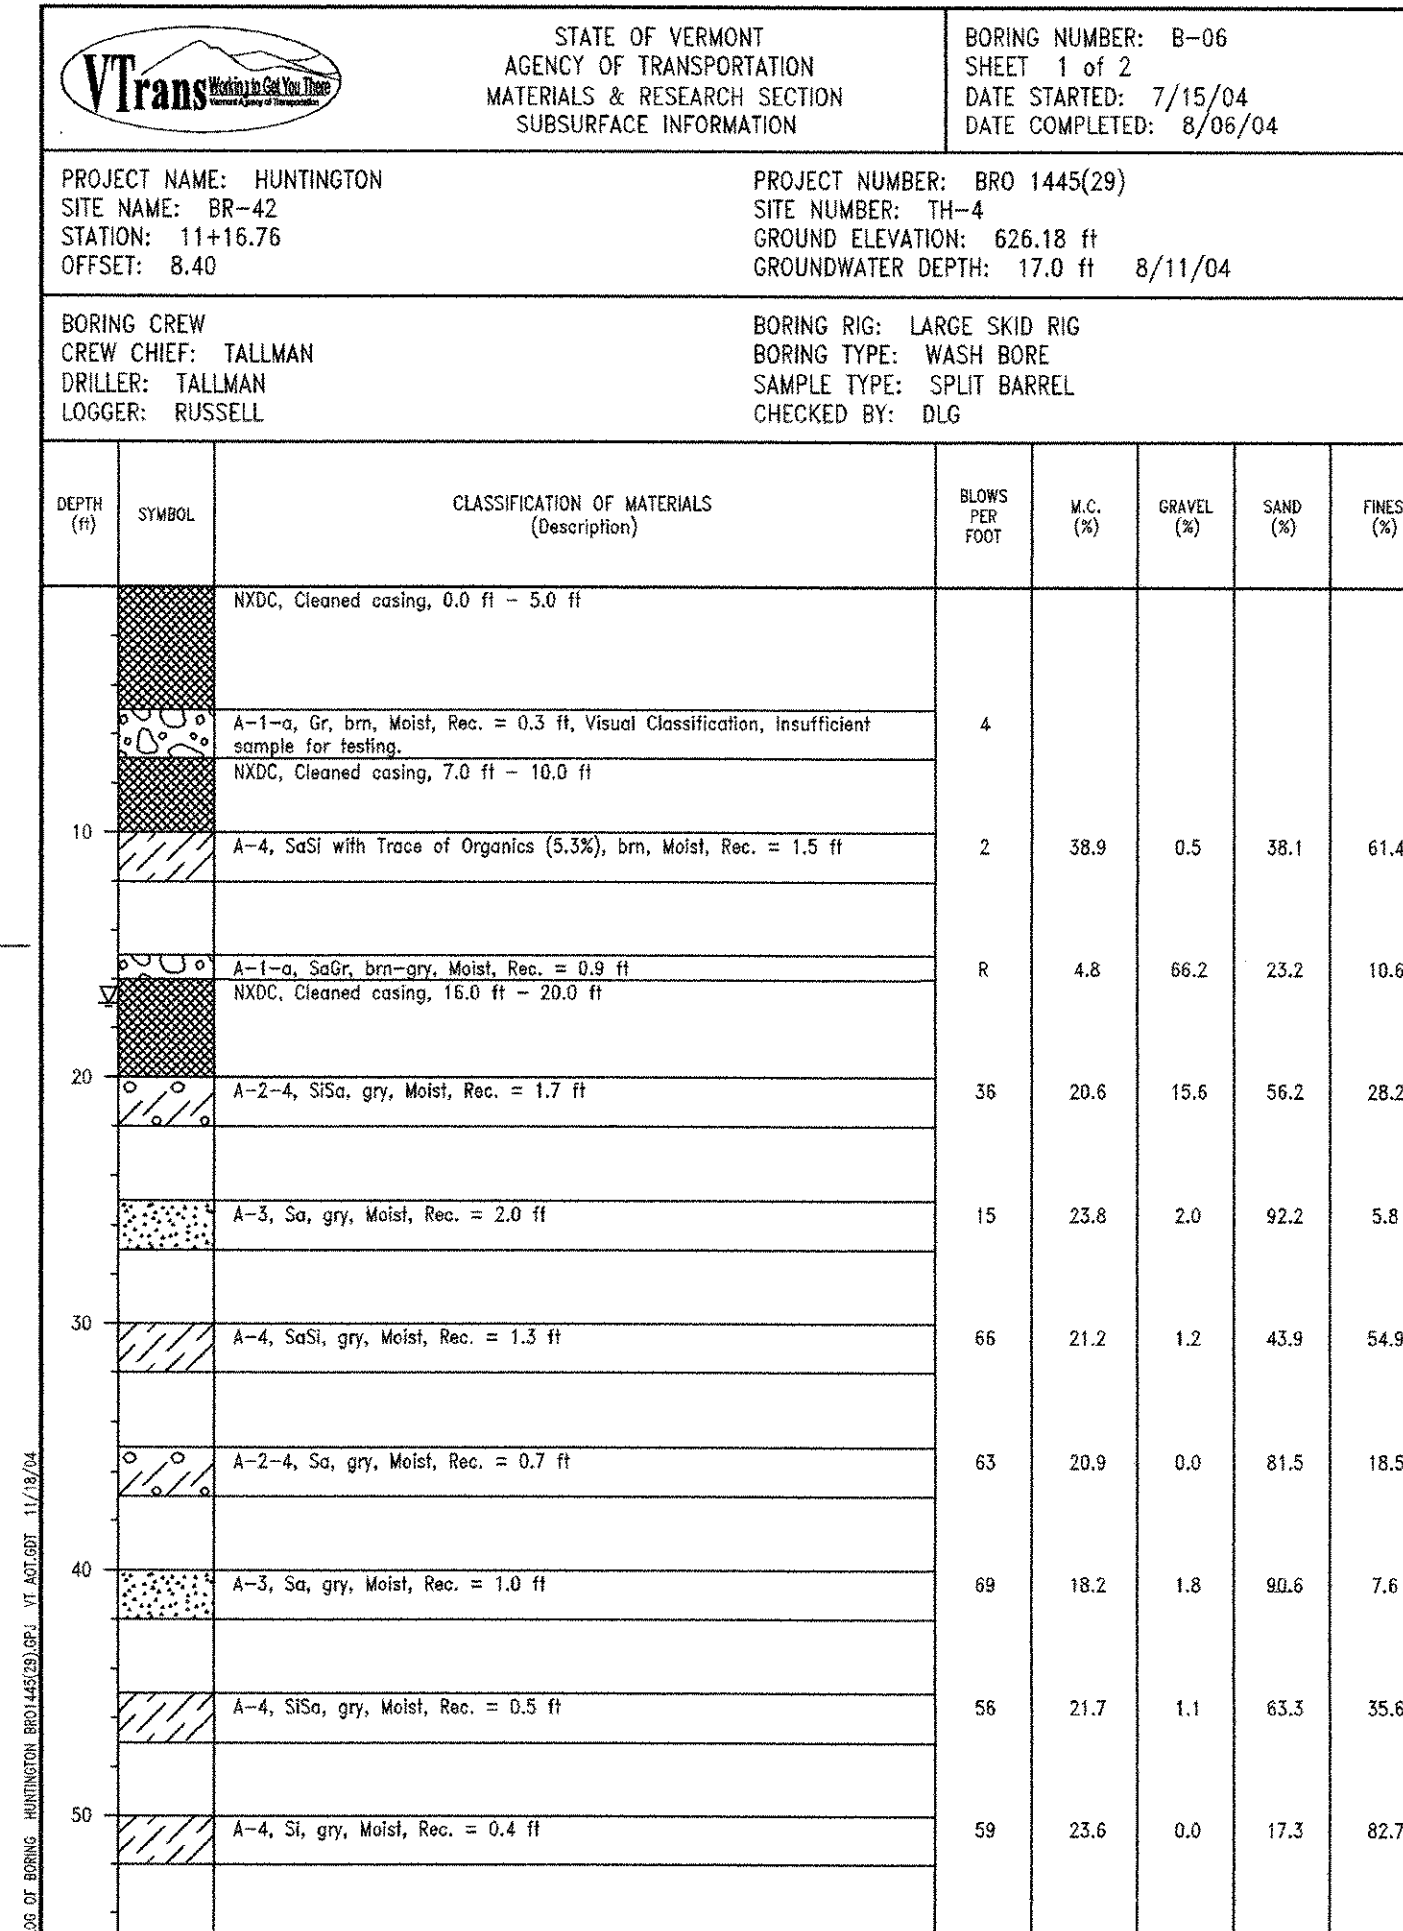 VTrans Working to Get You There
Vermont Agency of Transportation
STATE OF VERMONT
AGENCY OF TRANSPORTATION
MATERIALS & RESEARCH SECTION
SUBSURFACE INFORMATION
BORING NUMBER: B-06
SHEET 1 of 2
DATE STARTED: 7/15/04
DATE COMPLETED: 8/06/04
PROJECT NAME: HUNTINGTON
SITE NAME: BR-42
STATION: 11+16.76
OFFSET: 8.40
PROJECT NUMBER: BRO 1445(29)
SITE NUMBER: TH-4
GROUND ELEVATION: 626.18 ft
GROUNDWATER DEPTH: 17.0 ft 8/11/04
BORING CREW
CREW CHIEF: TALLMAN
DRILLER: TALLMAN
LOGGER: RUSSELL
BORING RIG: LARGE SKID RIG
BORING TYPE: WASH BORE
SAMPLE TYPE: SPLIT BARREL
CHECKED BY: DLG
DEPTH (ft) SYMBOL CLASSIFICATION OF MATERIALS (Description) BLOWS PER FOOT M.C. (%) GRAVEL (%) SAND (%) FINES (%)
NXDC, Cleaned casing, 0.0 ft - 5.0 ft
A-1-a, Gr, brn, Moist, Rec. = 0.3 ft, Visual Classification, Insufficient 4
sample for testing.
NXDC, Cleaned casing, 7.0 ft - 10.0 ft
10 A-4, SaSi with Trace of Organics (5.3%), brn, Moist, Rec. = 1.5 ft 2 38.9 0.5 38.1 61.4
A-1-a, SaGr, brn-gry, Moist, Rec. = 0.9 ft R 4.8 66.2 23.2 10.6
NXDC, Cleaned casing, 16.0 ft - 20.0 ft
20 A-2-4, SiSa, gry, Moist, Rec. = 1.7 ft 36 20.6 15.6 56.2 28.2
A-3, Sa, gry, Moist, Rec. = 2.0 ft 15 23.8 2.0 92.2 5.8
30 A-4, SaSi, gry, Moist, Rec. = 1.3 ft 66 21.2 1.2 43.9 54.9
A-2-4, Sa, gry, Moist, Rec. = 0.7 ft 63 20.9 0.0 81.5 18.5
40 A-3, Sa, gry, Moist, Rec. = 1.0 ft 69 18.2 1.8 90.6 7.6
A-4, SiSa, gry, Moist, Rec. = 0.5 ft 56 21.7 1.1 63.3 35.6
50 A-4, Si, gry, Moist, Rec. = 0.4 ft 59 23.6 0.0 17.3 82.7
OG OF BORING HUNTINGTON BRO1445(29).GPJ VT AOT.GDT 11/18/04